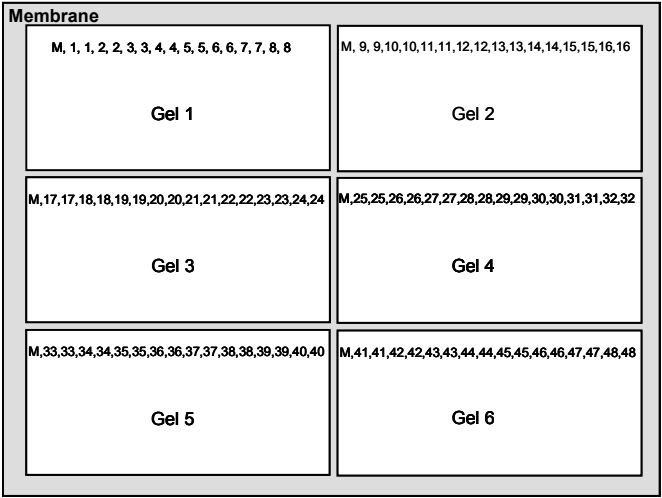 Membrane
M, 1, 1, 2, 2, 3, 3, 4, 4, 5, 5, 6, 6, 7, 7, 8, 8
Gel 1
M, 9, 9,10,10,11,11,12,12,13,13,14,14,15,15,16,16
Gel 2
M,17,17,18,18,19,19,20,20,21,21,22,22,23,23,24,24
Gel 3
M,25,25,26,26,27,27,28,28,29,29,30,30,31,31,32,32
Gel 4
M,33,33,34,34,35,35,36,36,37,37,38,38,39,39,40,40
Gel 5
M,41,41,42,42,43,43,44,44,45,45,46,46,47,47,48,48
Gel 6